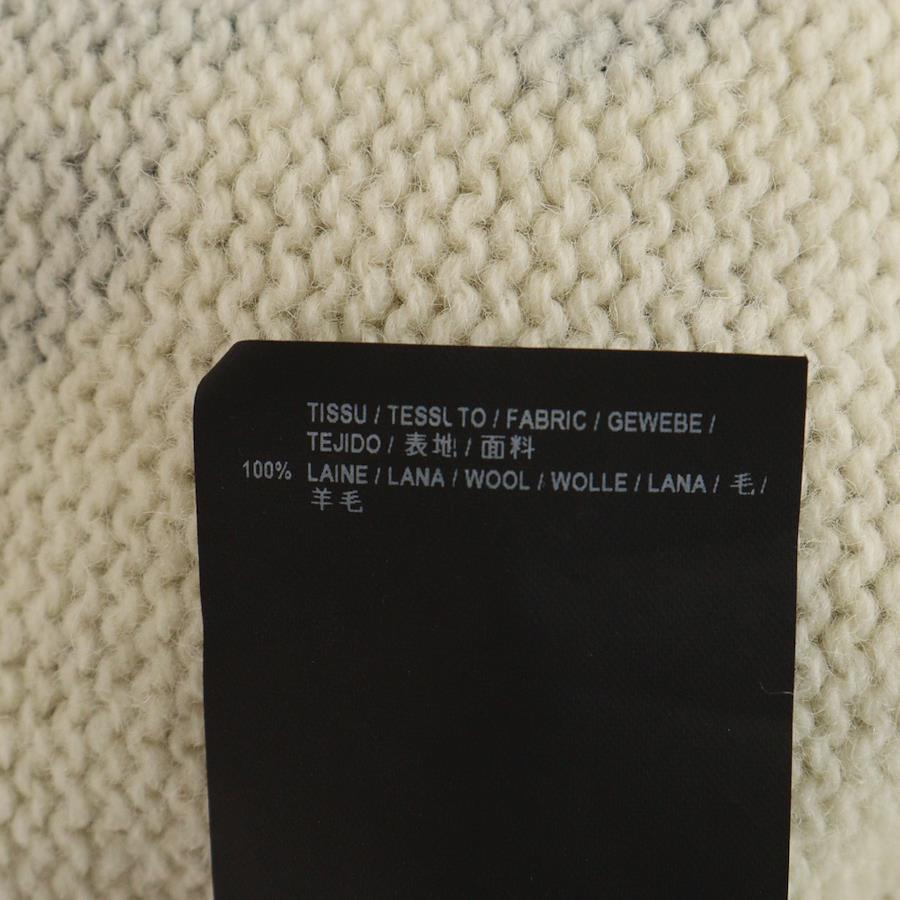 TISSU / TESSUTO / FABRIC / GEWEBE /
TEJIDO / 表地 / 面料
100% LAINE / LANA / WOOL / WOLLE / LANA / 毛 /
羊毛